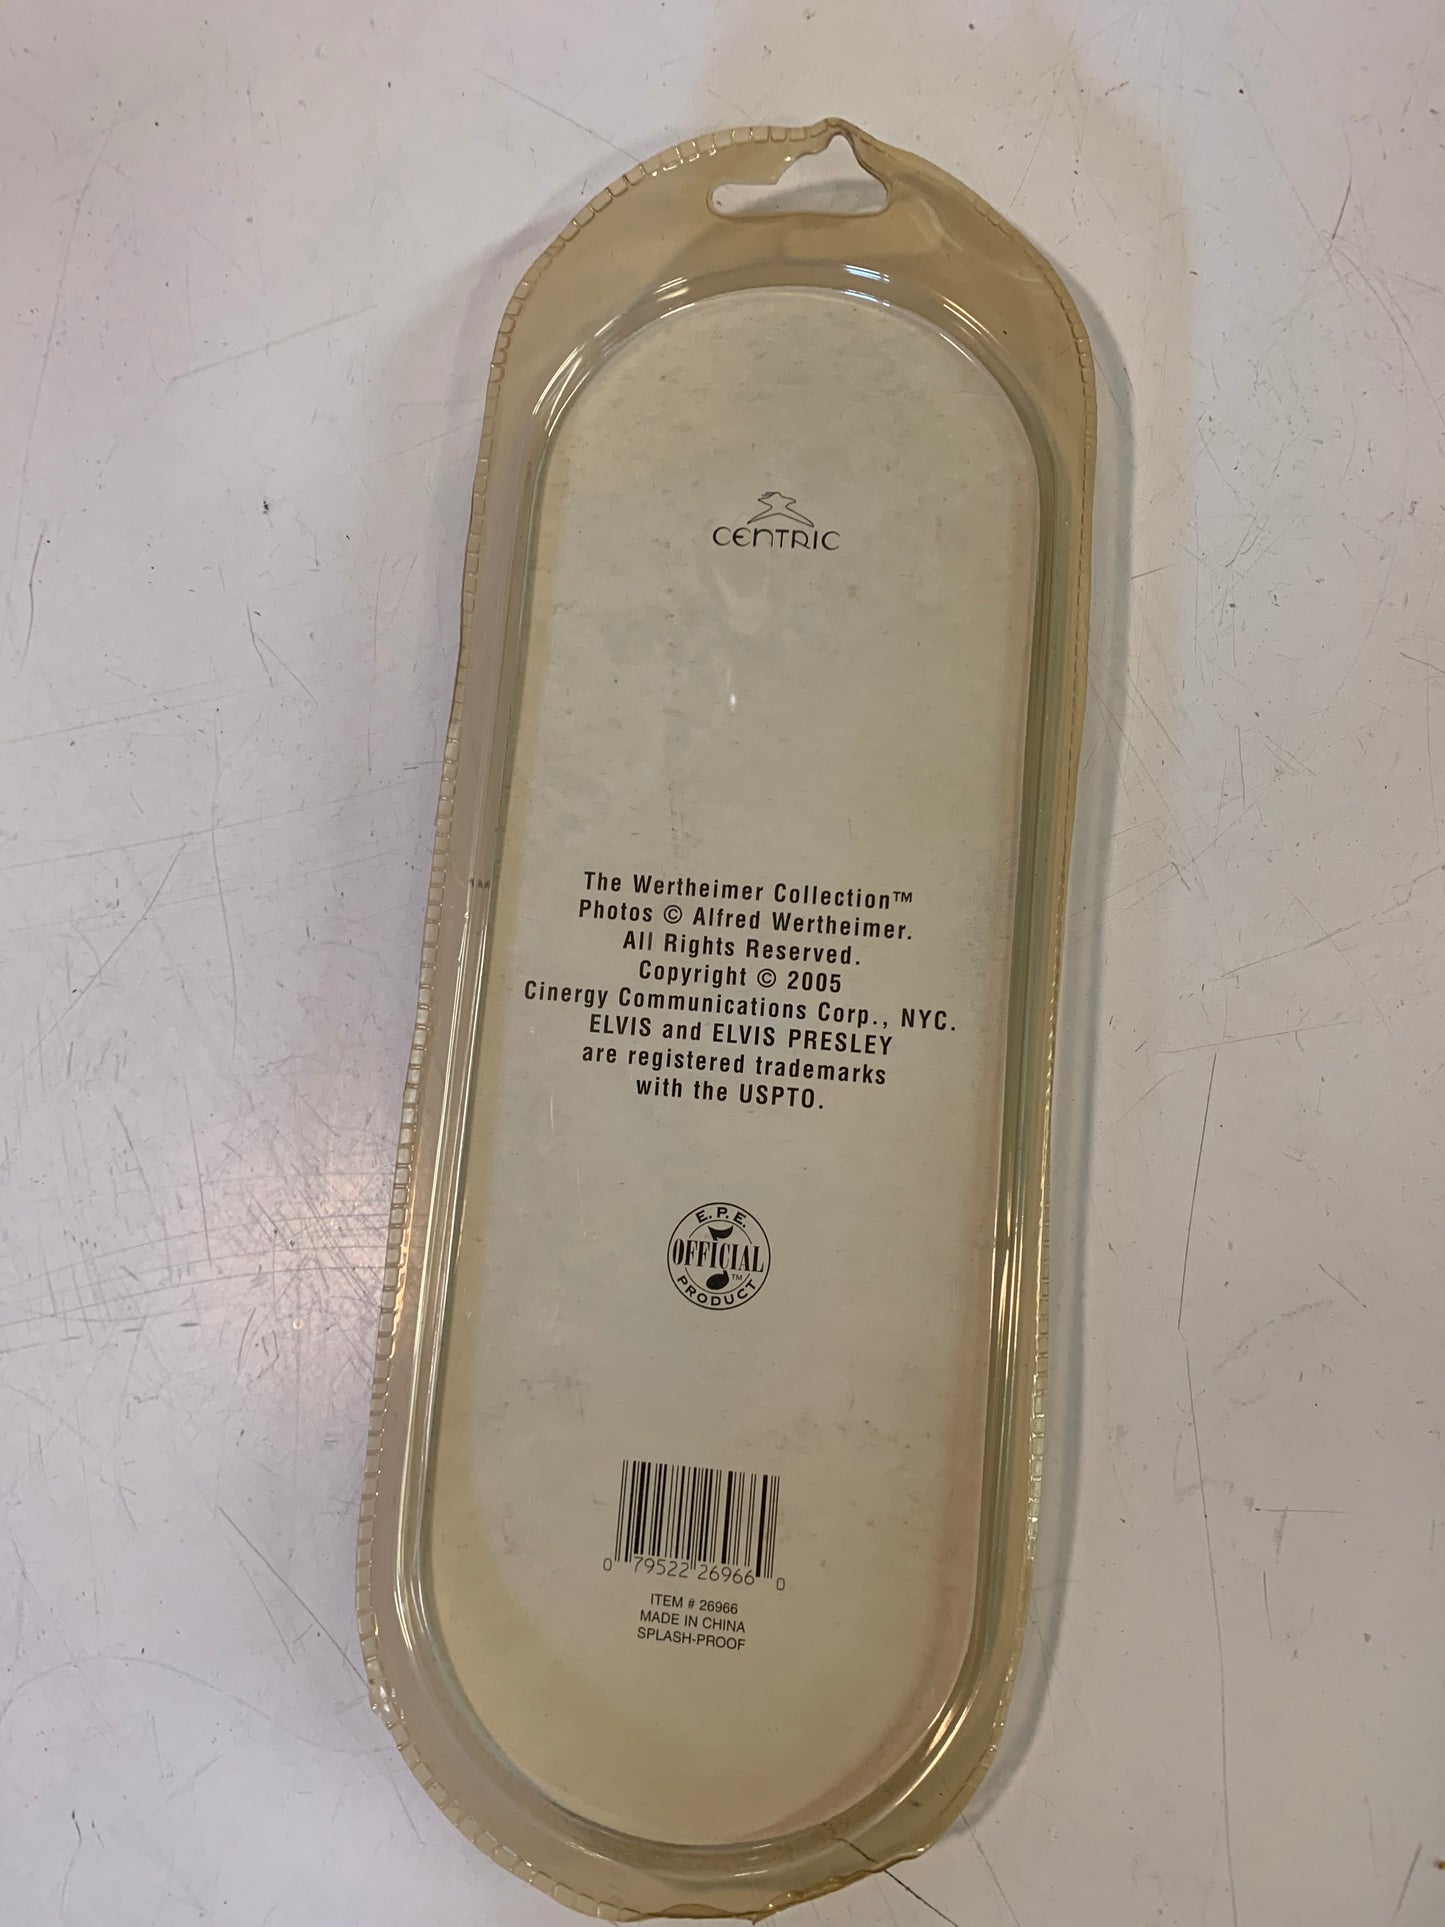 CENTRIC
The Wertheimer Collection™
Photos © Alfred Wertheimer.
All Rights Reserved.
Copyright © 2005
Cinergy Communications Corp., NYC.
ELVIS and ELVIS PRESLEY
are registered trademarks
with the USPTO.
E.P.E.
OFFICIAL™
PRODUCT
0 79522 26966 0
ITEM # 26966
MADE IN CHINA
SPLASH-PROOF